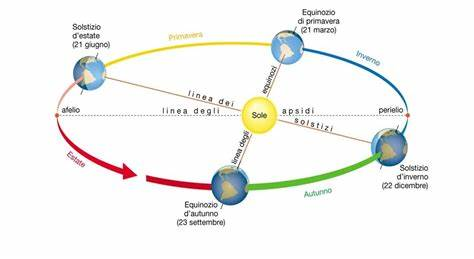 Equinozio
di primavera
(21 marzo)
Solstizio
d'estate
(21 giugno)
Primavera
Inverno
equinozi
linea dei
afelio
linea degli
Sole
apsidi
perielio
solstizi
linea degli
Estate
Solstizio
d'inverno
(22 dicembre)
Equinozio
d'autunno
(23 settembre)
Autunno